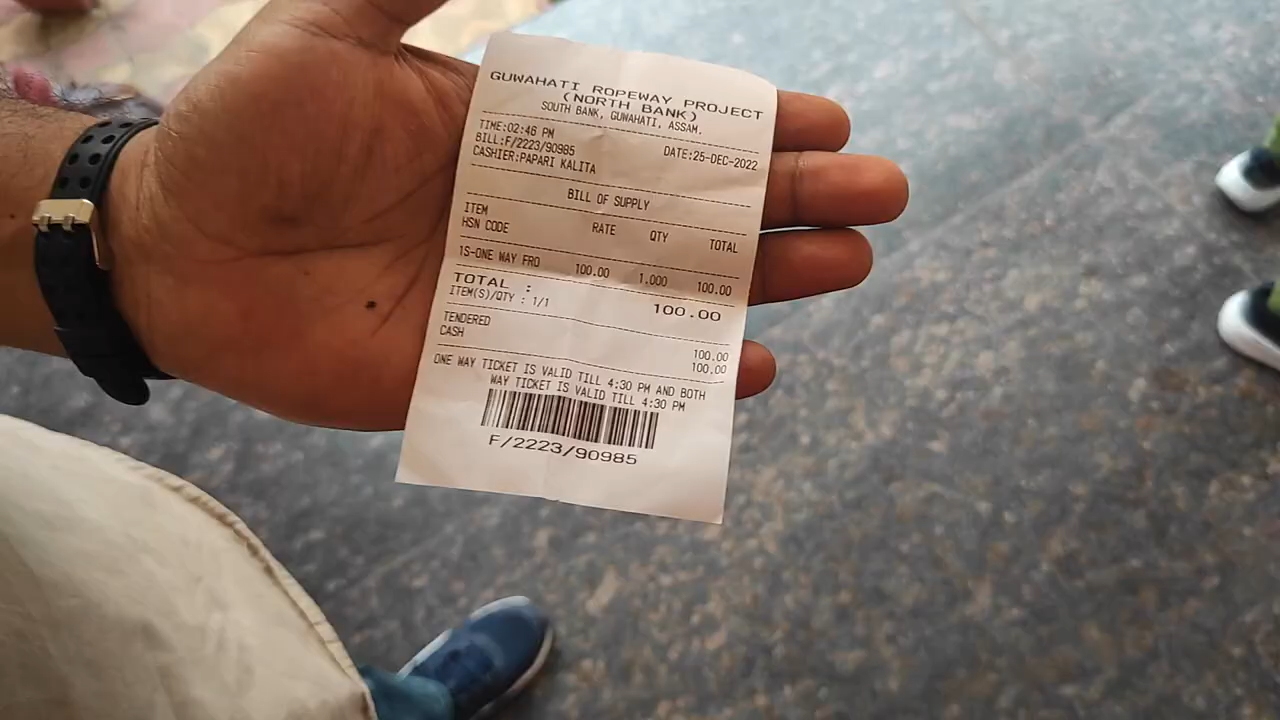 GUWAHATI ROPEWAY PROJECT
(NORTH BANK)
SOUTH BANK, GUWAHATI, ASSAM.
TIME:02:46 PM
BILL:F/2223/90985 DATE:25-DEC-2022
CASHIER:PAPARI KALITA
BILL OF SUPPLY
ITEM
HSN CODE RATE QTY TOTAL
1S-ONE WAY FRO 100.00 1.000 100.00
TOTAL : 100.00
ITEM(S)/QTY : 1/1
TENDERED 100.00
CASH 100.00
ONE WAY TICKET IS VALID TILL 4:30 PM AND BOTH
WAY TICKET IS VALID TILL 4:30 PM
F/2223/90985